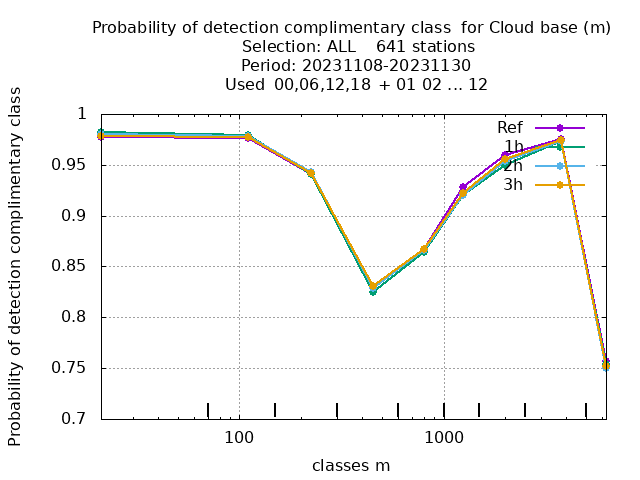 Probability of detection complimentary class  for Cloud base (m)
Selection: ALL    641 stations
Period: 20231108-20231130
Used  00,06,12,18  + 01 02 ... 12
Probability of detection complimentary class
1
0.95
0.9
0.85
0.8
0.75
0.7
Ref
1h
2h
3h
100
1000
classes m